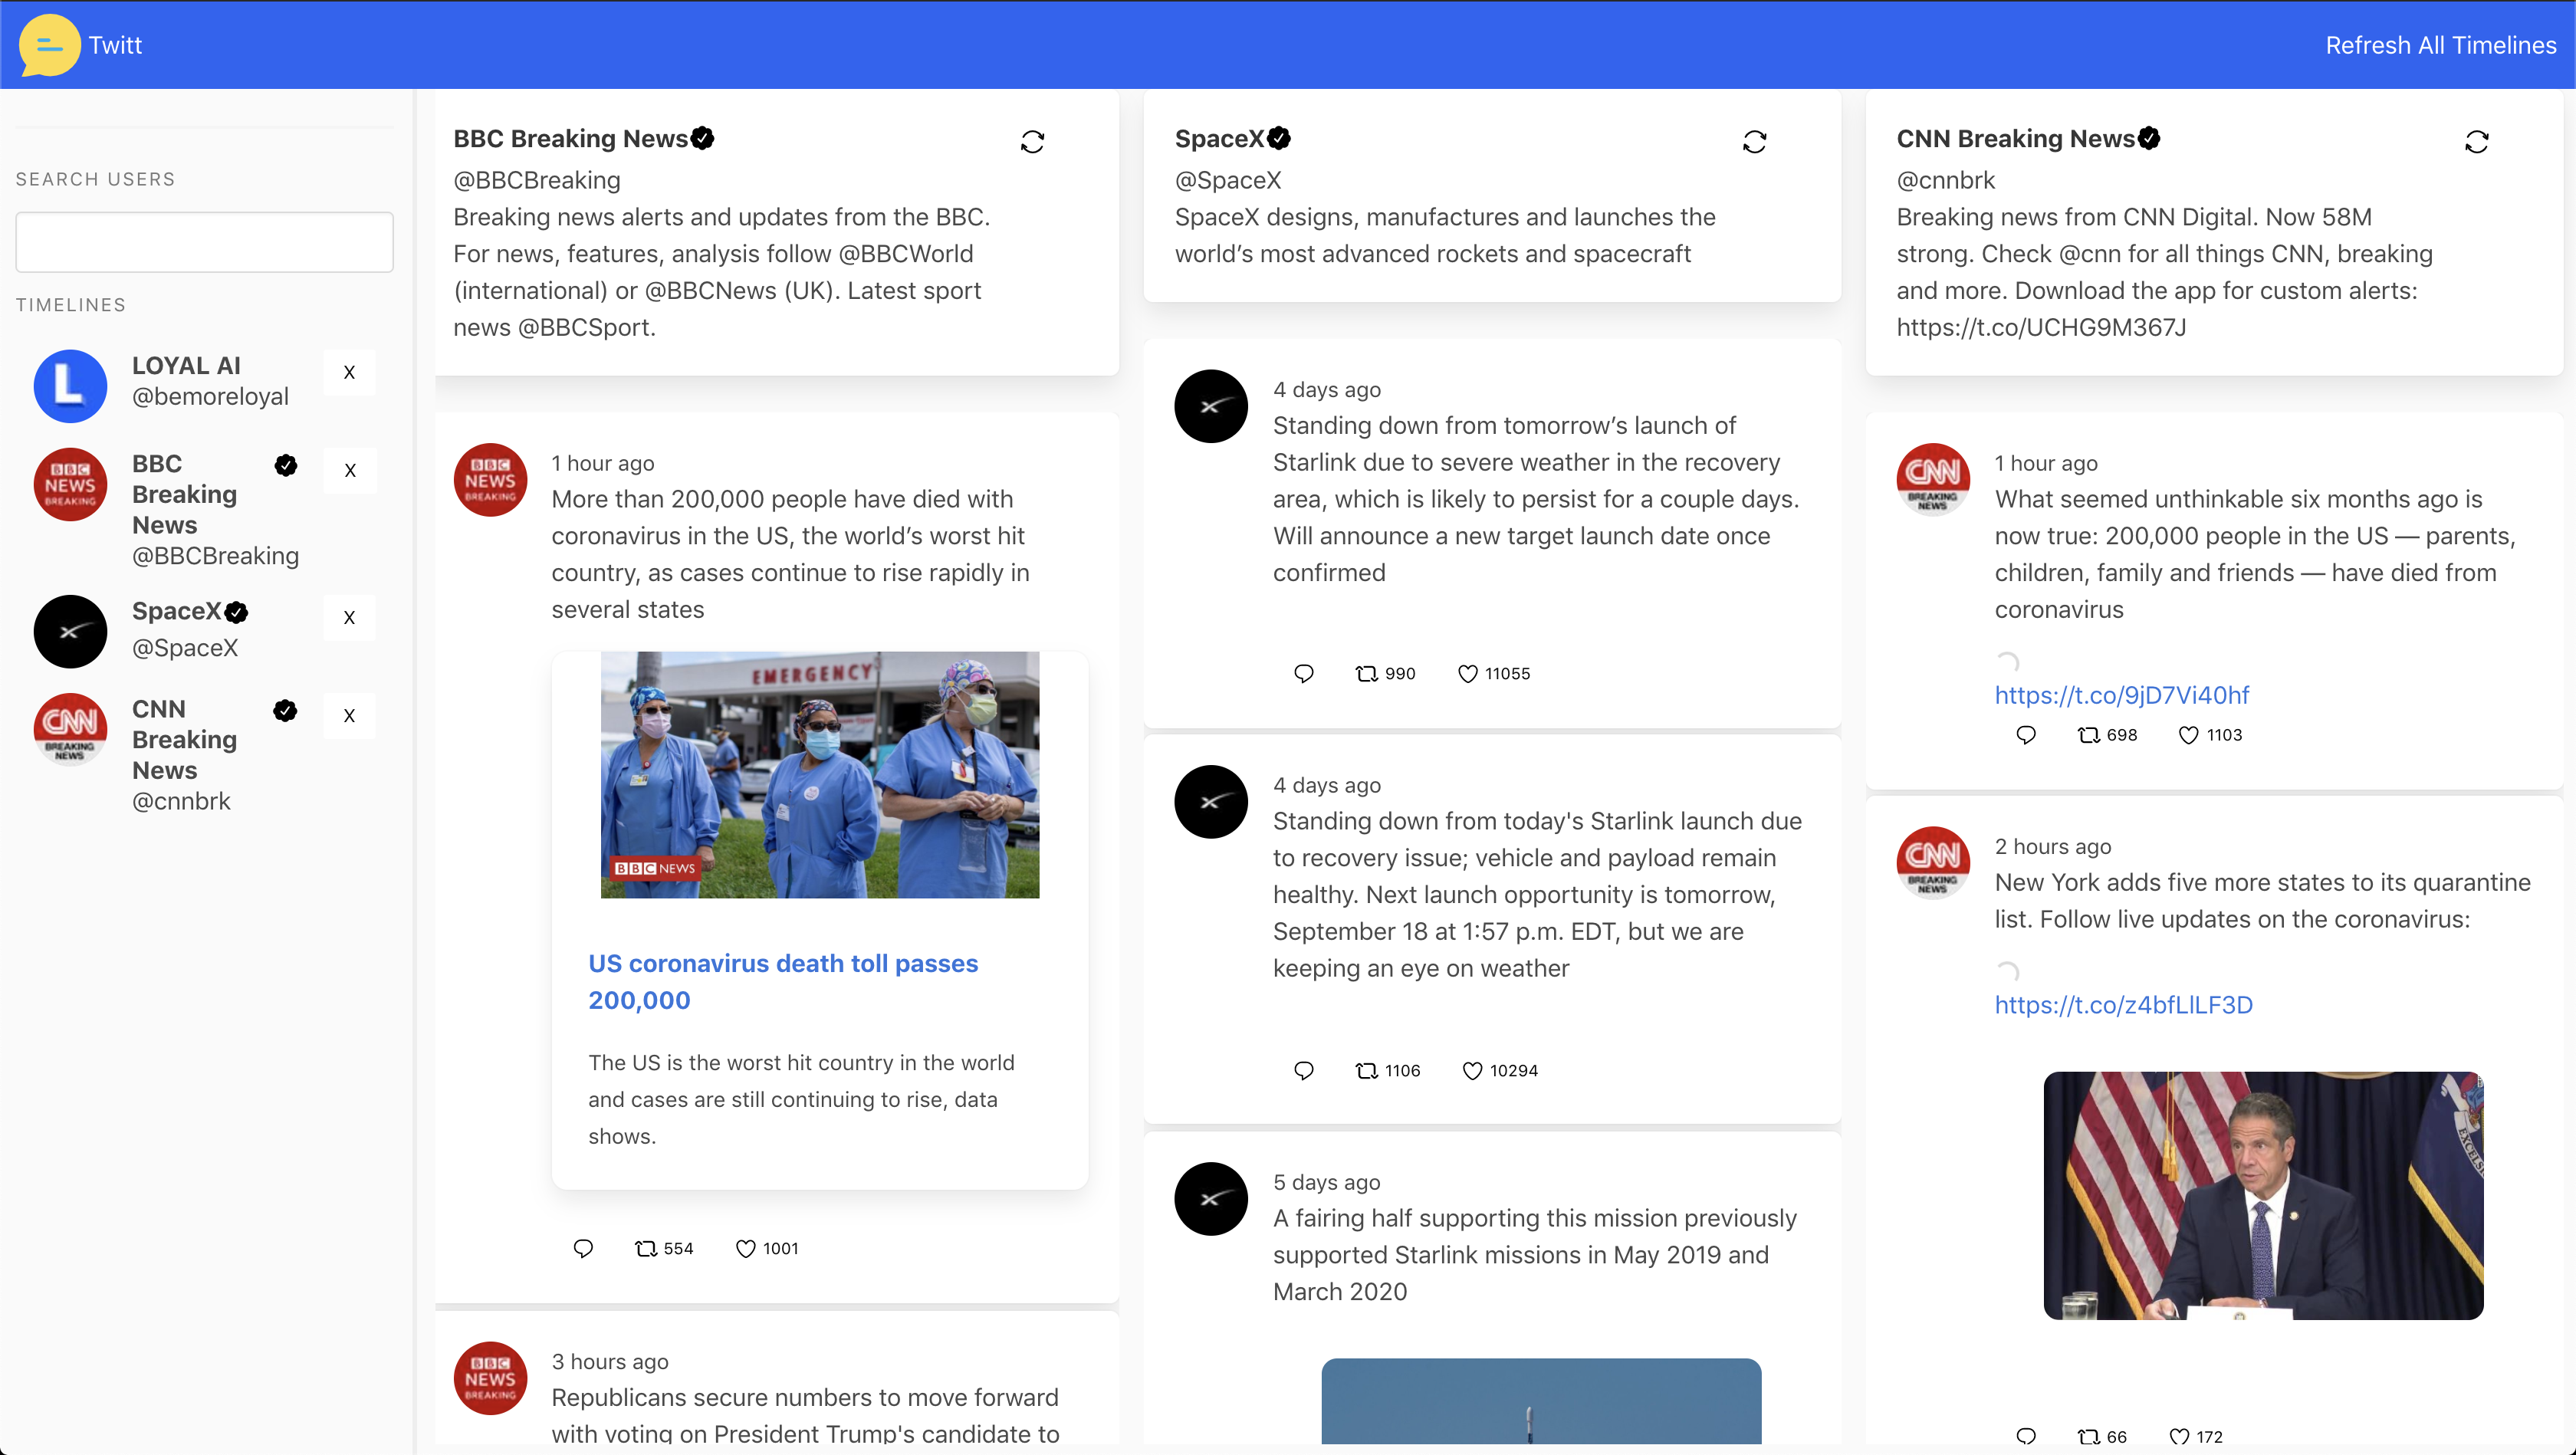 Twitt
Refresh All Timelines
SEARCH USERS
TIMELINES
LOYAL AI
@bemoreloyal
X
BBC
Breaking
News
@BBCBreaking
X
SpaceX
@SpaceX
X
CNN
Breaking
News
@cnnbrk
X
BBC Breaking News
@BBCBreaking
Breaking news alerts and updates from the BBC.
For news, features, analysis follow @BBCWorld
(international) or @BBCNews (UK). Latest sport
news @BBCSport.
BBC
NEWS
BREAKING
1 hour ago
More than 200,000 people have died with
coronavirus in the US, the world’s worst hit
country, as cases continue to rise rapidly in
several states
EMERGENCY
BBC NEWS
US coronavirus death toll passes
200,000
The US is the worst hit country in the world
and cases are still continuing to rise, data
shows.
554 1001
BBC
NEWS
BREAKING
3 hours ago
Republicans secure numbers to move forward
with voting on President Trump's candidate to
SpaceX
@SpaceX
SpaceX designs, manufactures and launches the
world’s most advanced rockets and spacecraft
4 days ago
Standing down from tomorrow’s launch of
Starlink due to severe weather in the recovery
area, which is likely to persist for a couple days.
Will announce a new target launch date once
confirmed
990 11055
4 days ago
Standing down from today's Starlink launch due
to recovery issue; vehicle and payload remain
healthy. Next launch opportunity is tomorrow,
September 18 at 1:57 p.m. EDT, but we are
keeping an eye on weather
1106 10294
5 days ago
A fairing half supporting this mission previously
supported Starlink missions in May 2019 and
March 2020
CNN Breaking News
@cnnbrk
Breaking news from CNN Digital. Now 58M
strong. Check @cnn for all things CNN, breaking
and more. Download the app for custom alerts:
https://t.co/UCHG9M367J
CNN
BREAKING
NEWS
1 hour ago
What seemed unthinkable six months ago is
now true: 200,000 people in the US — parents,
children, family and friends — have died from
coronavirus
https://t.co/9jD7Vi40hf
698 1103
CNN
BREAKING
NEWS
2 hours ago
New York adds five more states to its quarantine
list. Follow live updates on the coronavirus:
https://t.co/z4bfLlLF3D
66 172